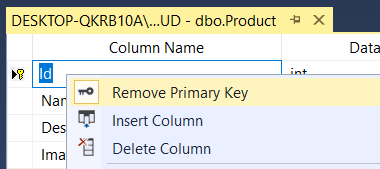 DESKTOP-QKRB10A\...UD - dbo.Product
Column Name
Data
Id
int
Remove Primary Key
Nam
Insert Column
Des
Delete Column
Ima